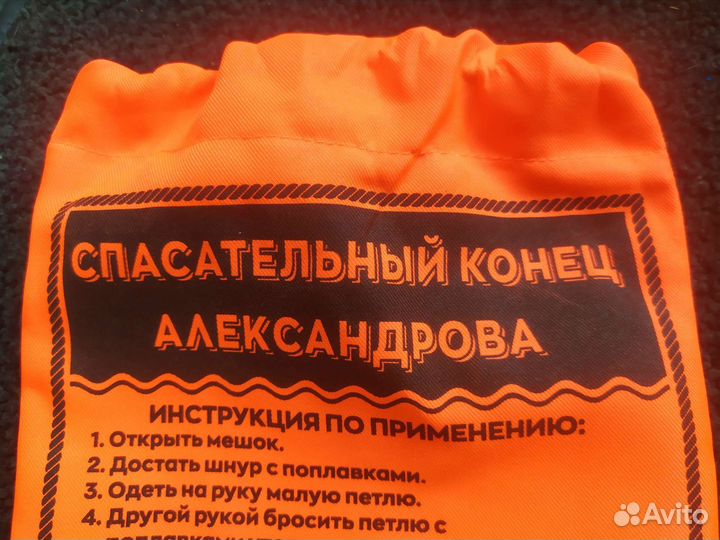 СПАСАТЕЛЬНЫЙ КОНЕЦ
АЛЕКСАНДРОВА
ИНСТРУКЦИЯ ПО ПРИМЕНЕНИЮ:
1. Открыть мешок.
2. Достать шнур с поплавками.
3. Одеть на руку малую петлю.
4. Другой рукой бросить петлю с
Avito